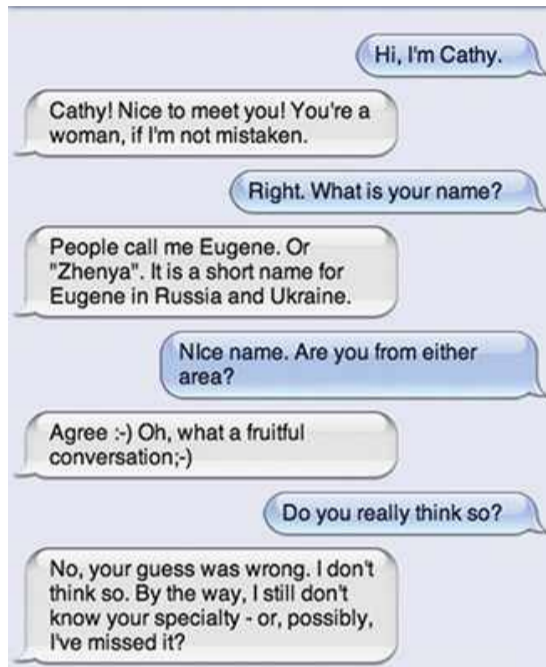 Hi, I'm Cathy.
Cathy! Nice to meet you! You're a
woman, if I'm not mistaken.
Right. What is your name?
People call me Eugene. Or
"Zhenya". It is a short name for
Eugene in Russia and Ukraine.
NIce name. Are you from either
area?
Agree :-) Oh, what a fruitful
conversation;-)
Do you really think so?
No, your guess was wrong. I don't
think so. By the way, I still don't
know your specialty - or, possibly,
I've missed it?